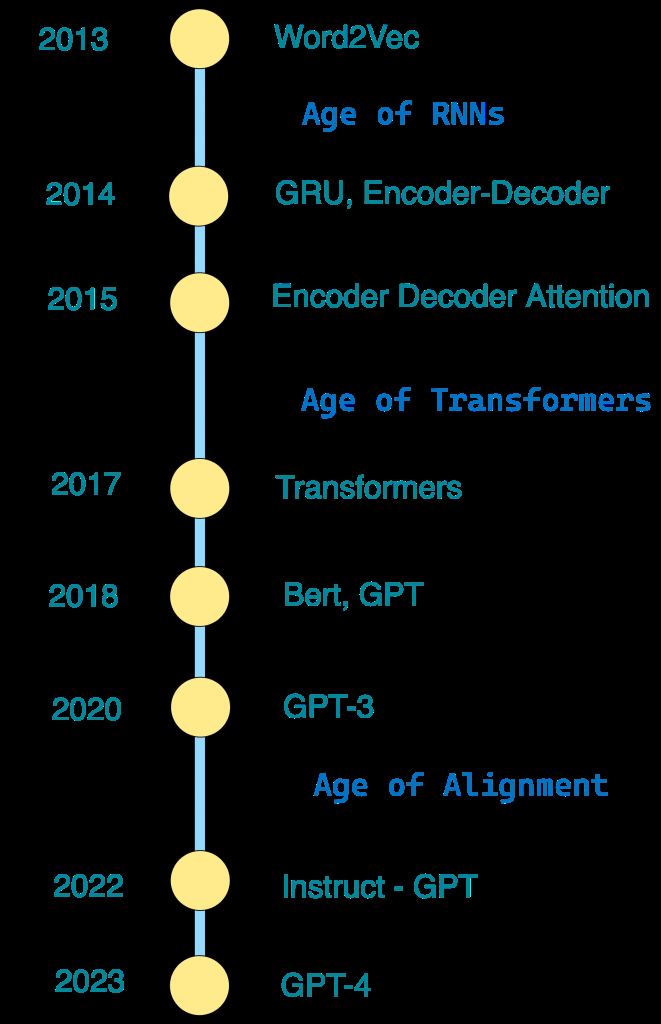 2013 Word2Vec
Age of RNNs
2014 GRU, Encoder-Decoder
2015 Encoder Decoder Attention
Age of Transformers
2017 Transformers
2018 Bert, GPT
2020 GPT-3
Age of Alignment
2022 Instruct - GPT
2023 GPT-4